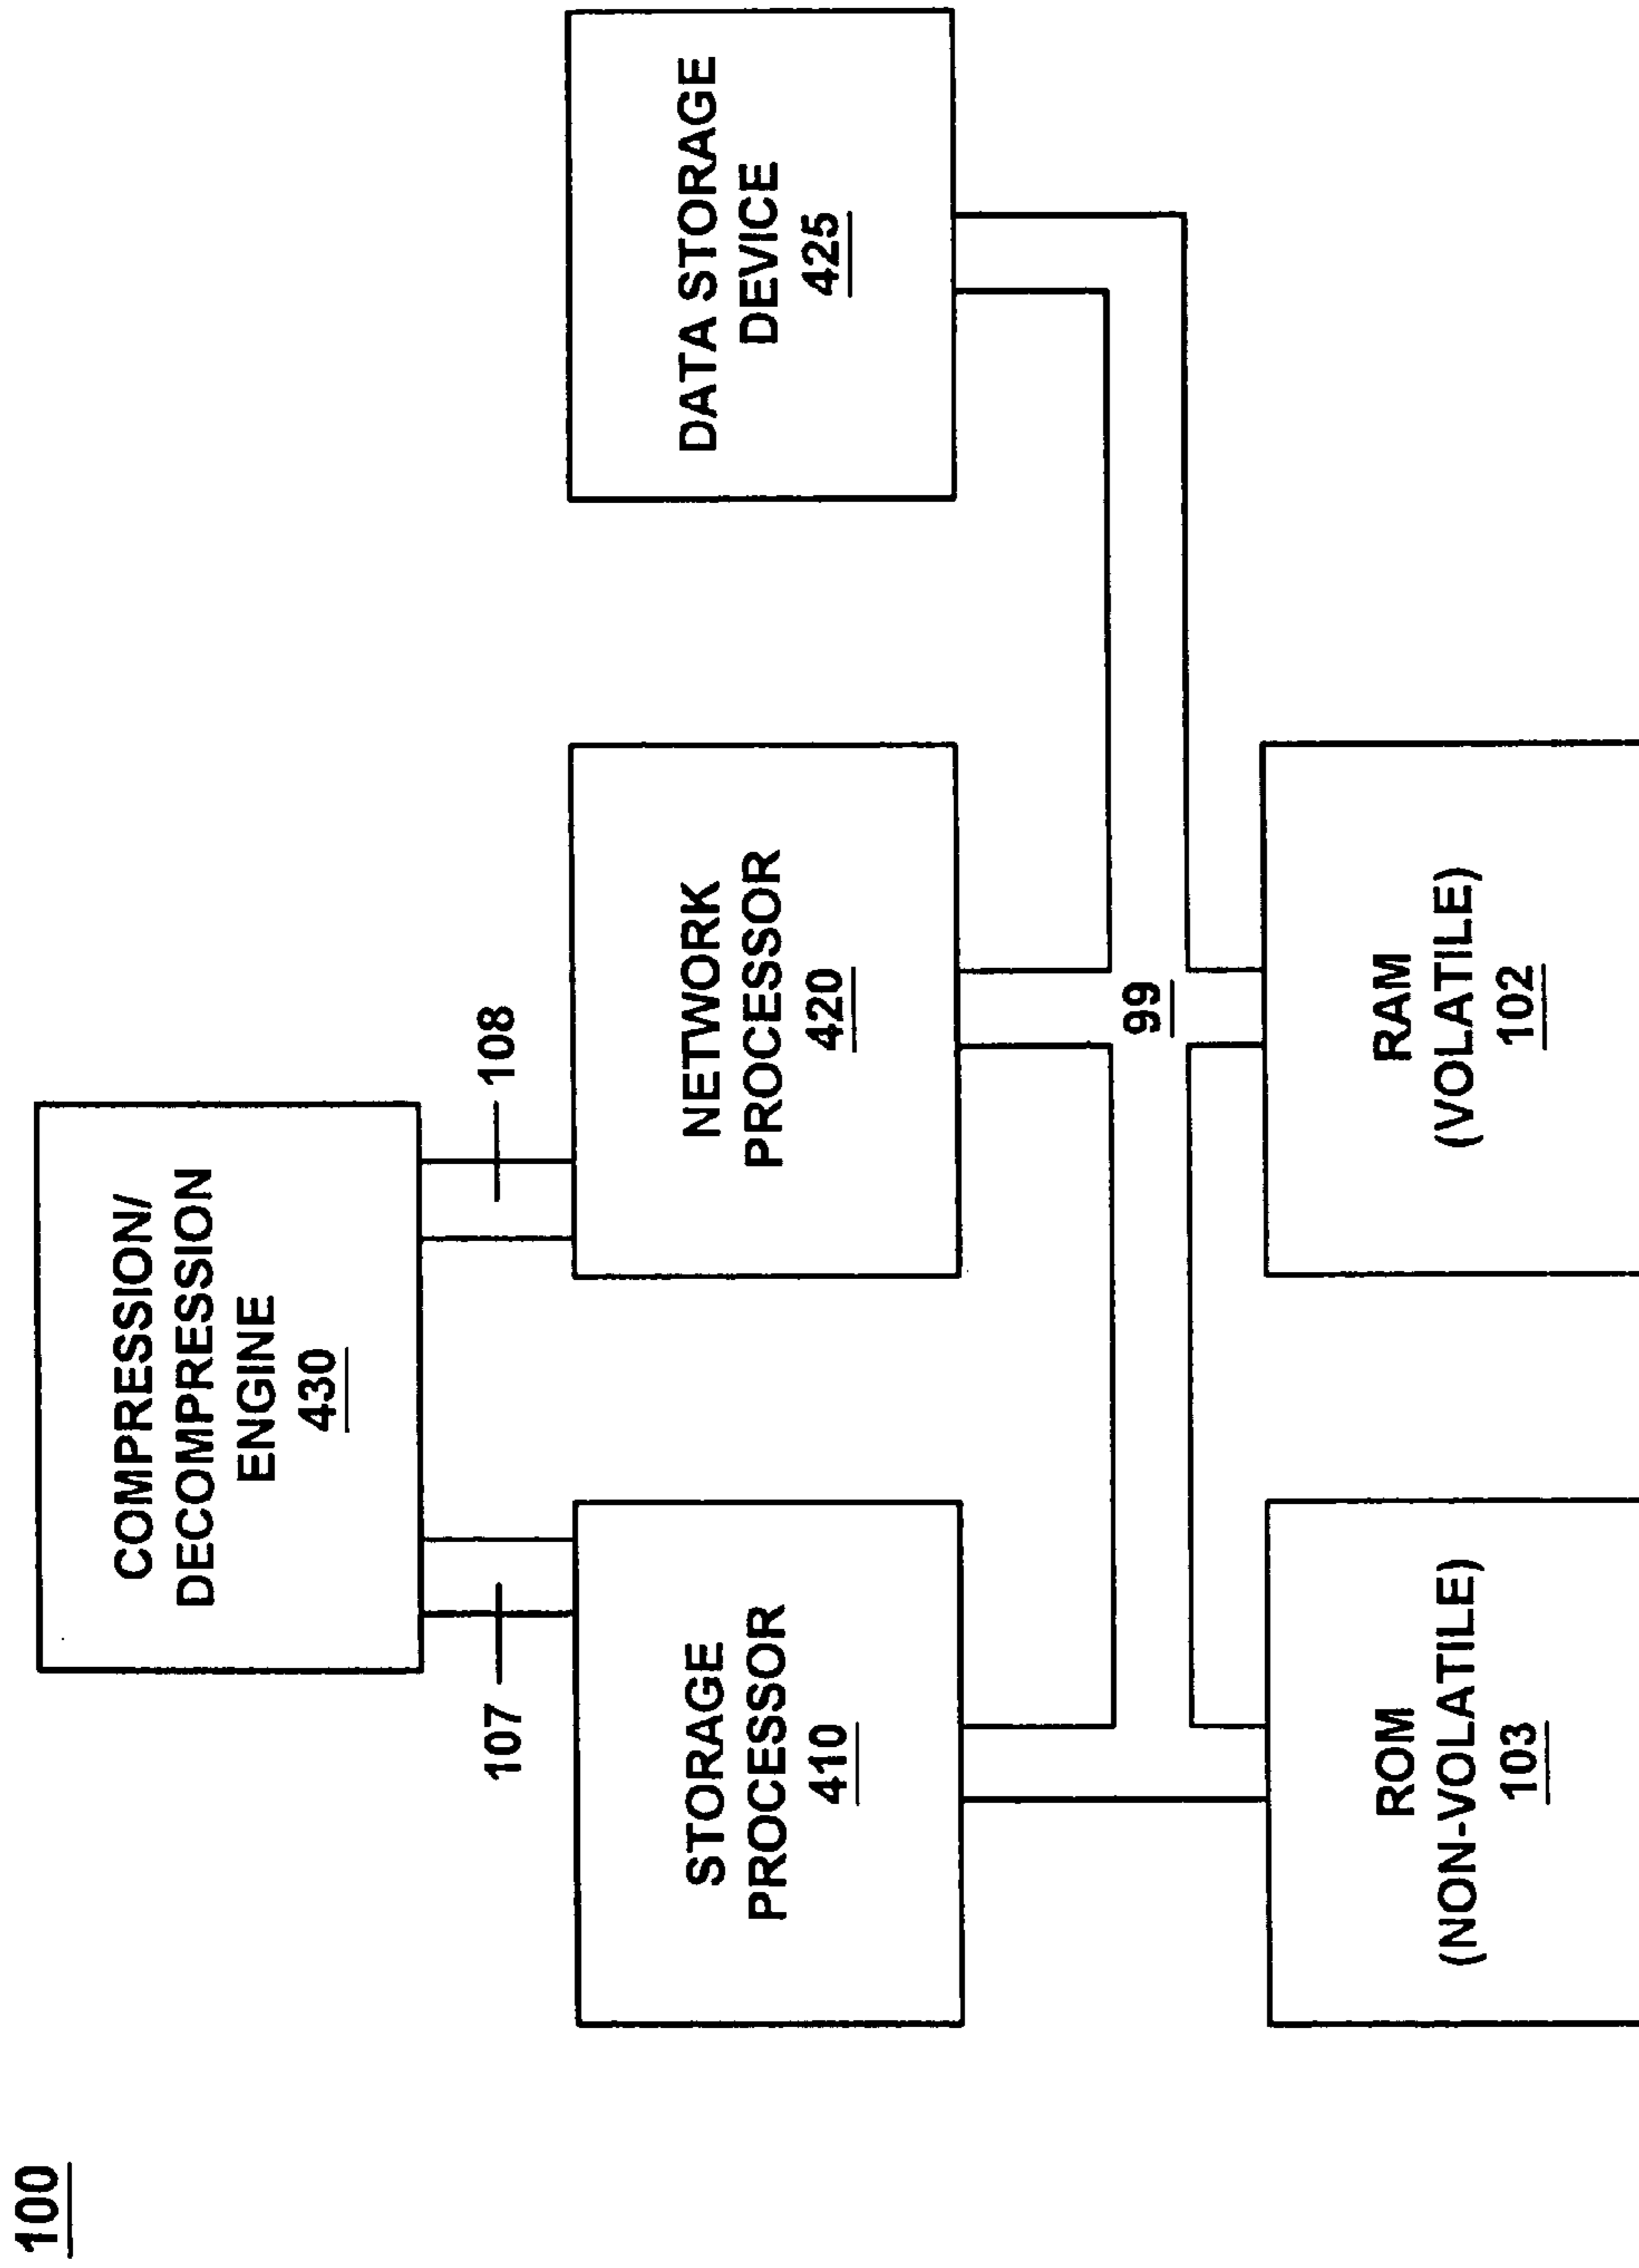 100
COMPRESSION/
DECOMPRESSION
ENGINE
430
107
108
STORAGE
PROCESSOR
410
NETWORK
PROCESSOR
420
DATA STORAGE
DEVICE
425
99
ROM
(NON-VOLATILE)
103
RAM
(VOLATILE)
102